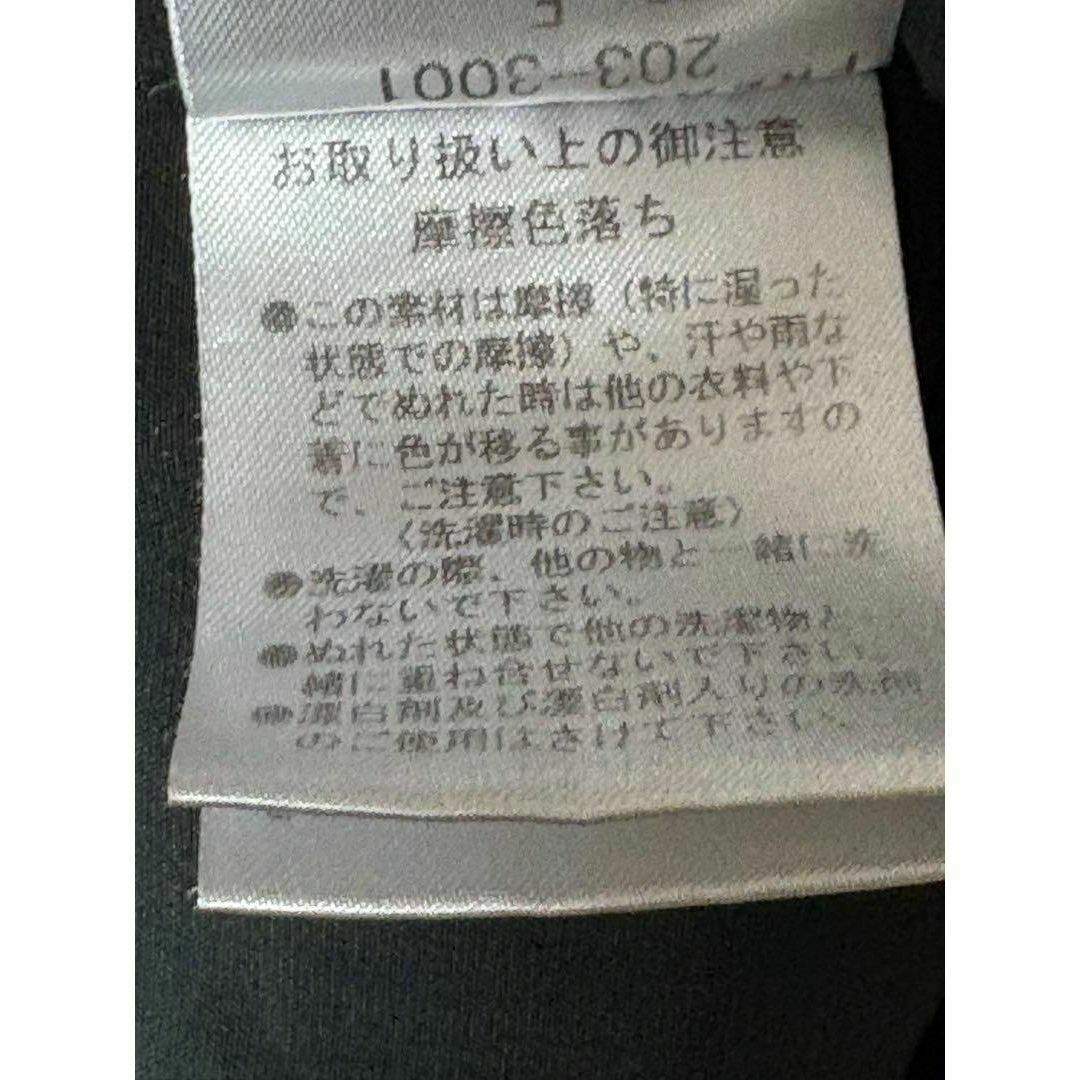 203-3001
お取り扱い上の御注意
摩擦色落ち
●この素材は摩擦（特に湿った
状態での摩擦）や、汗や雨な
どでぬれた時は他の衣料や下
着に色が移る事がありますの
で、ご注意下さい。
〈洗濯時のご注意〉
●洗濯の際、他の物と一緒に洗
わないで下さい。
●ぬれた状態で他の洗濯物と一
緒に重ね合せないで下さい。
●漂白剤及び漂白剤入りの洗剤
のご使用はさけて下さい。